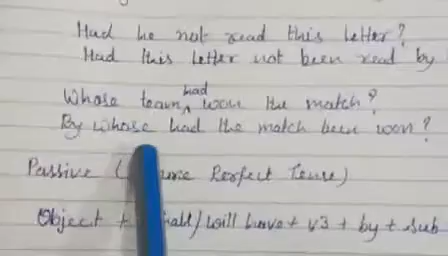 Had he not read this letter?
Had this letter not been read by
Whose team had won the match?
By whose had the match been won?
Passive ( Perfect Tense)
Object + will have + v3 + by + sub